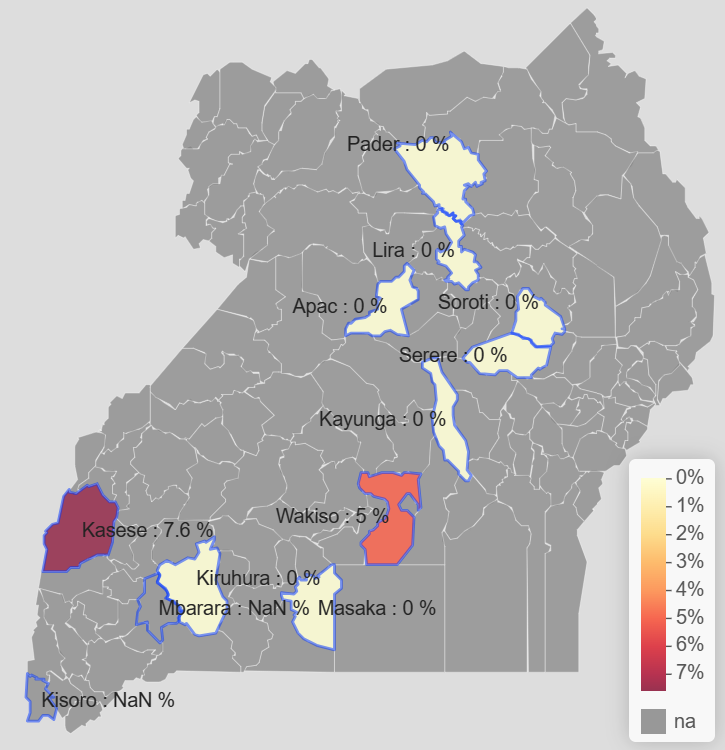 Pader : 0 %
Lira : 0 %
Apac : 0 %
Soroti : 0 %
Serere : 0 %
Kayunga : 0 %
Wakiso : 5 %
Kasese : 7.6 %
Kiruhura : 0 %
Mbarara : NaN %
Masaka : 0 %
Kisoro : NaN %
0%
1%
2%
3%
4%
5%
6%
7%
na